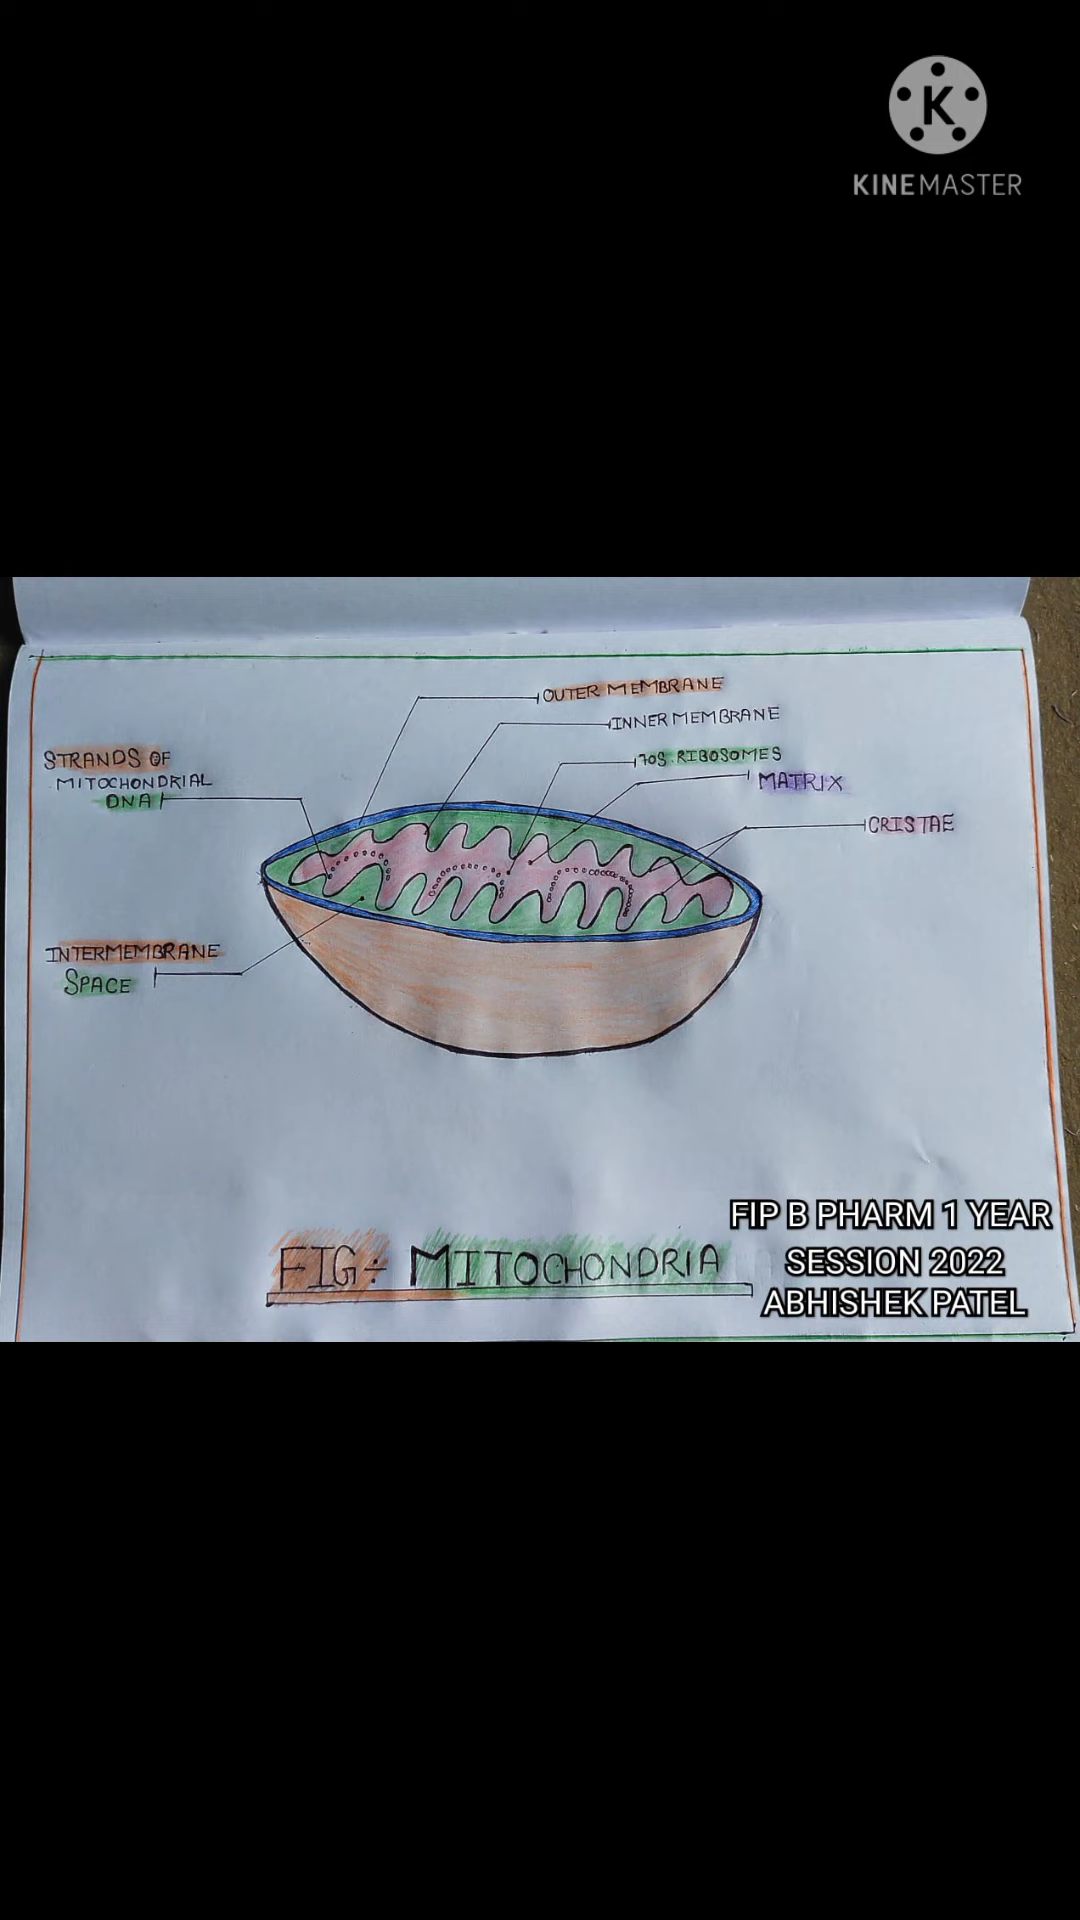 K
KINEMASTER
OUTER MEMBRANE
INNER MEMBRANE
70S RIBOSOMES
MATRIX
CRISTAE
STRANDS OF
MITOCHONDRIAL
DNA
INTERMEMBRANE
SPACE
FIG÷ MITOCHONDRIA
FIP B PHARM 1 YEAR
SESSION 2022
ABHISHEK PATEL